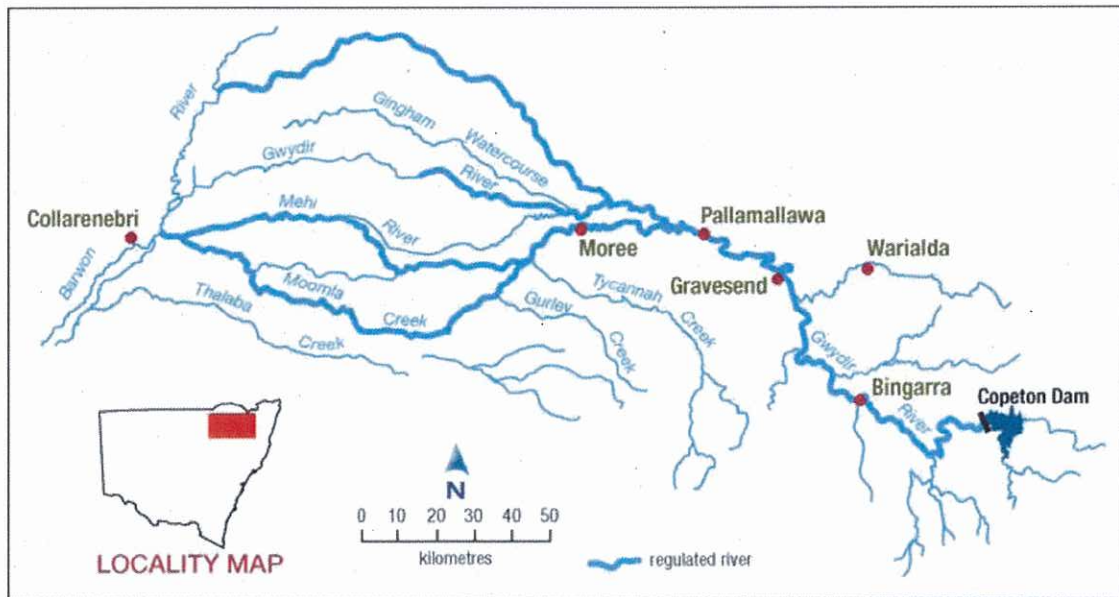 River
Gingham
Watercourse
Gwydir
River
Mehi
River
Collarenebri
Barwon
Moomla
Creek
Thalaba
Creek
Moree
Pallamallawa
Warialda
Gravesend
Tycannah
Creek
Gurley
Creek
Gwydir
River
Bingarra
Copeton Dam
LOCALITY MAP
N
0 10 20 30 40 50
kilometres
regulated river